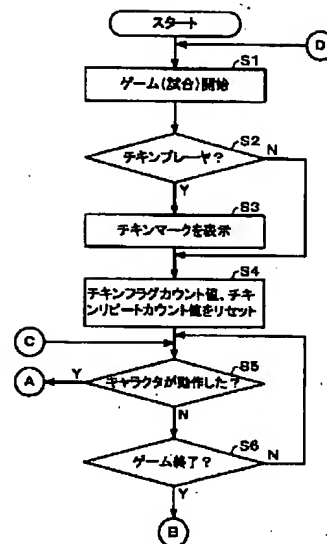 スタート
D
S1
ゲーム(試合)開始
S2
チキンプレーヤ?
N
Y
S3
チキンマークを表示
S4
チキンフラグカウント値、チキ
ンリピートカウント値をリセット
C
S5
A
Y
キャラクタが動作した?
N
S6
ゲーム終了?
N
Y
B